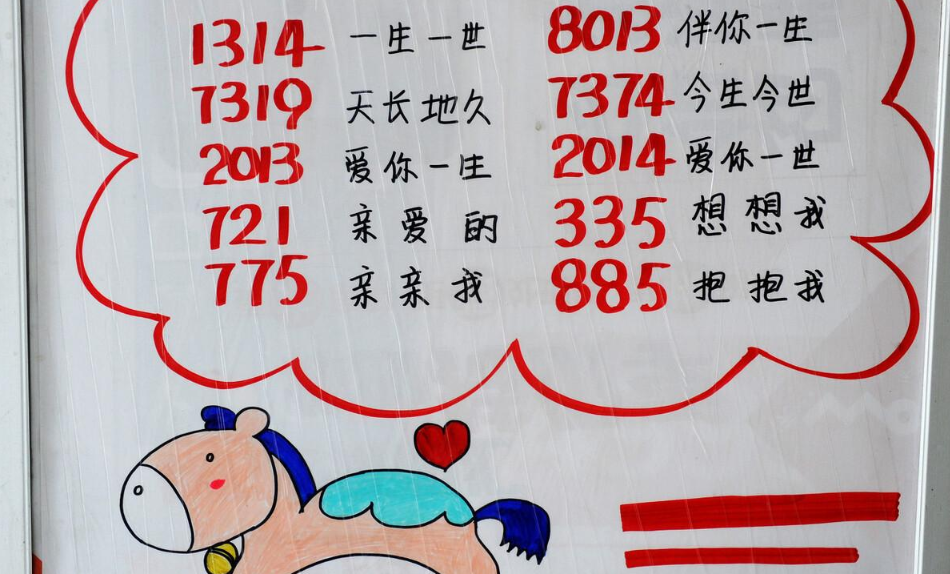 1314 一生一世 8013 伴你一生
7319 天长地久 7374 今生今世
2013 爱你一生 2014 爱你一世
721 亲爱的 335 想想我
775 亲亲我 885 抱抱我